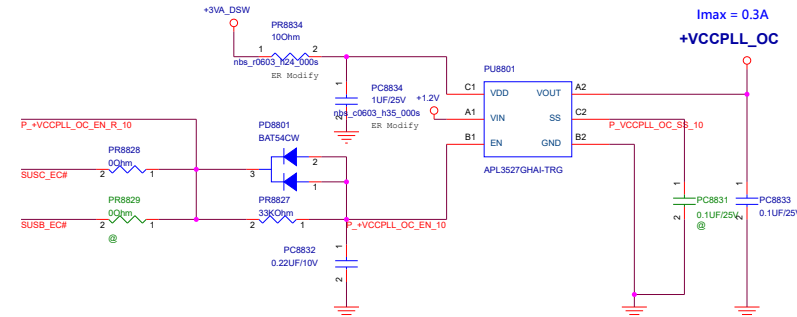 Imax = 0.3A
+VCCPLL_OC
+3VA_DSW
PR8834
10Ohm
1
2
nbs_r0603_h24_000s
ER Modify
PC8834
1UF/25V
nbs_c0603_h35_000s
ER Modify
1
2
+1.2V
PU8801
C1
VDD
VOUT
A2
A1
VIN
SS
C2
B1
EN
GND
B2
APL3527GHAI-TRG
P_VCCPLL_OC_SS_10
P_+VCCPLL_OC_EN_R_10
PD8801
BAT54CW
3
2
1
PR8828
0Ohm
SUSC_EC#
2
1
PR8829
0Ohm
SUSB_EC#
2
1
@
PR8827
33KOhm
2
1
P_+VCCPLL_OC_EN_10
PC8832
0.22UF/10V
1
2
PC8831
0.1UF/25V
@
1
2
PC8833
0.1UF/25V
1
2